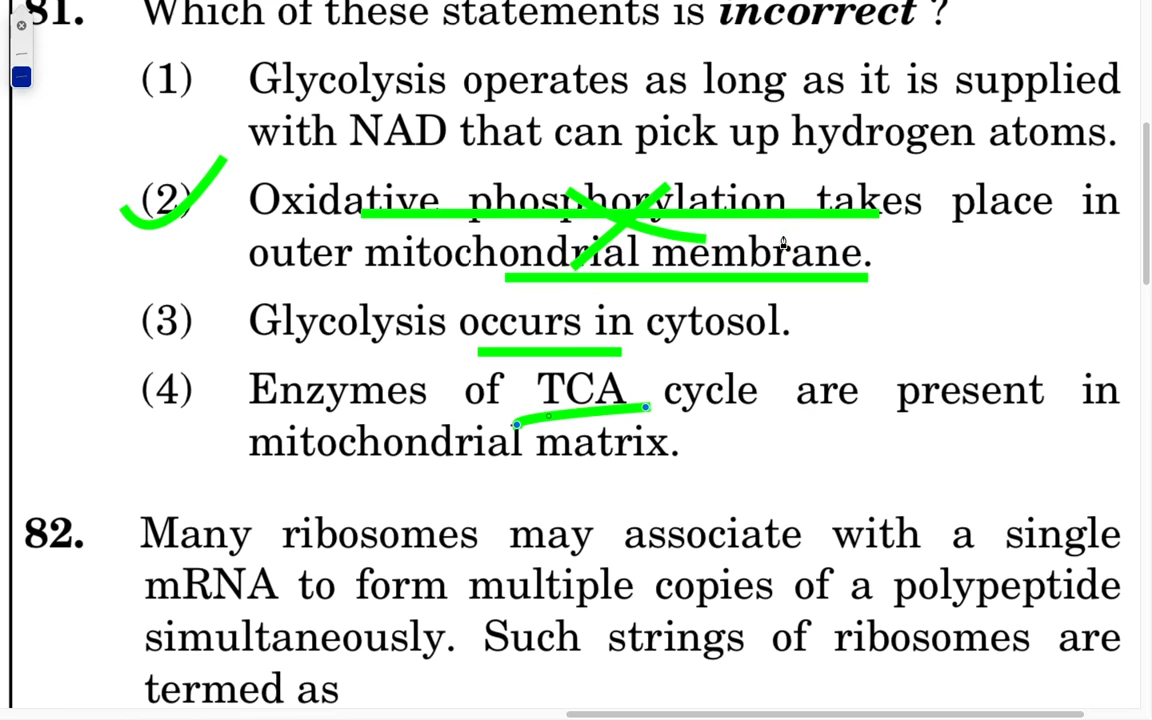 81. Which of these statements is incorrect ?
(1) Glycolysis operates as long as it is supplied
with NAD that can pick up hydrogen atoms.
(2) Oxidative phosphorylation takes place in
outer mitochondrial membrane.
(3) Glycolysis occurs in cytosol.
(4) Enzymes of TCA cycle are present in
mitochondrial matrix.
82. Many ribosomes may associate with a single
mRNA to form multiple copies of a polypeptide
simultaneously. Such strings of ribosomes are
termed as